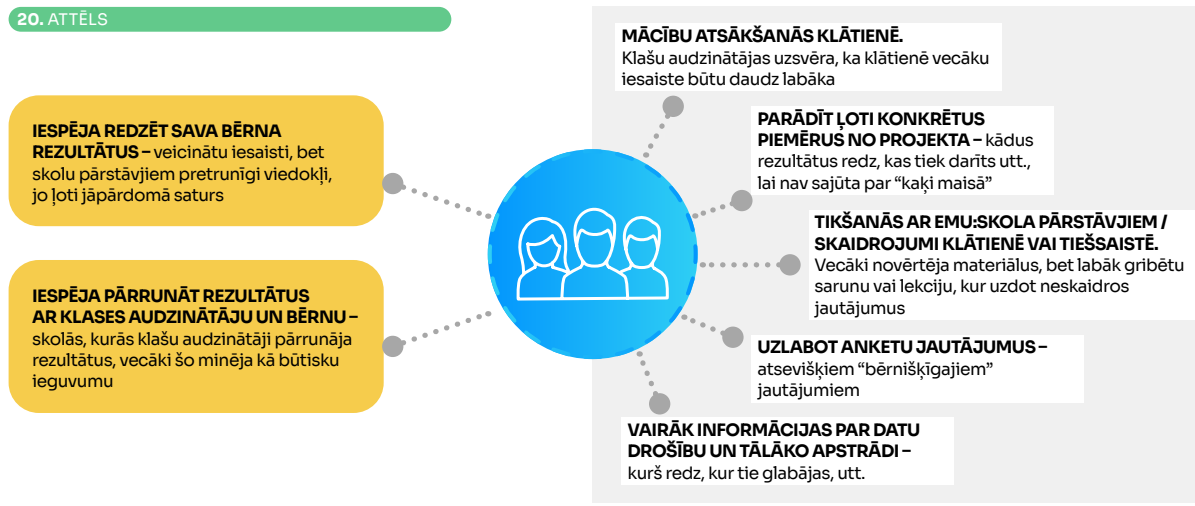 20. ATTĒLS
IESPĒJA REDZĒT SAVA BĒRNA
REZULTĀTUS – veicinātu iesaisti, bet
skolu pārstāvjiem pretrunīgi viedokļi,
jo ļoti jāpārdomā saturs
IESPĒJA PĀRRUNĀT REZULTĀTUS
AR KLASES AUDZINĀTĀJU UN BĒRNU –
skolās, kurās klašu audzinātāji pārrunāja
rezultātus, vecāki šo minēja kā būtisku
ieguvumu
MĀCĪBU ATSĀKŠANĀS KLĀTIENĒ.
Klašu audzinātājas uzsvēra, ka klātienē vecāku
iesaiste būtu daudz labāka
PARĀDĪT ĻOTI KONKRĒTUS
PIEMĒRUS NO PROJEKTA – kādus
rezultātus redz, kas tiek darīts utt.,
lai nav sajūta par “kaķi maisā”
TIKŠANĀS AR EMU:SKOLA PĀRSTĀVJIEM /
SKAIDROJUMI KLĀTIENĒ VAI TIEŠSAISTĒ.
Vecāki novērtēja materiālus, bet labāk gribētu
sarunu vai lekciju, kur uzdot neskaidros
jautājumus
UZLABOT ANKETU JAUTĀJUMUS –
atsevišķiem “bērnišķīgajiem”
jautājumiem
VAIRĀK INFORMĀCIJAS PAR DATU
DROŠĪBU UN TĀLĀKO APSTRĀDI –
kurš redz, kur tie glabājas, utt.